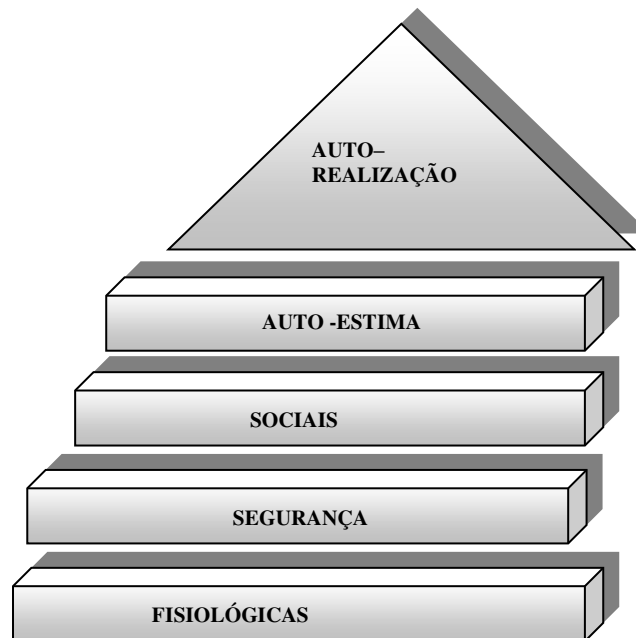 AUTO–
REALIZAÇÃO
AUTO -ESTIMA
SOCIAIS
SEGURANÇA
FISIOLÓGICAS